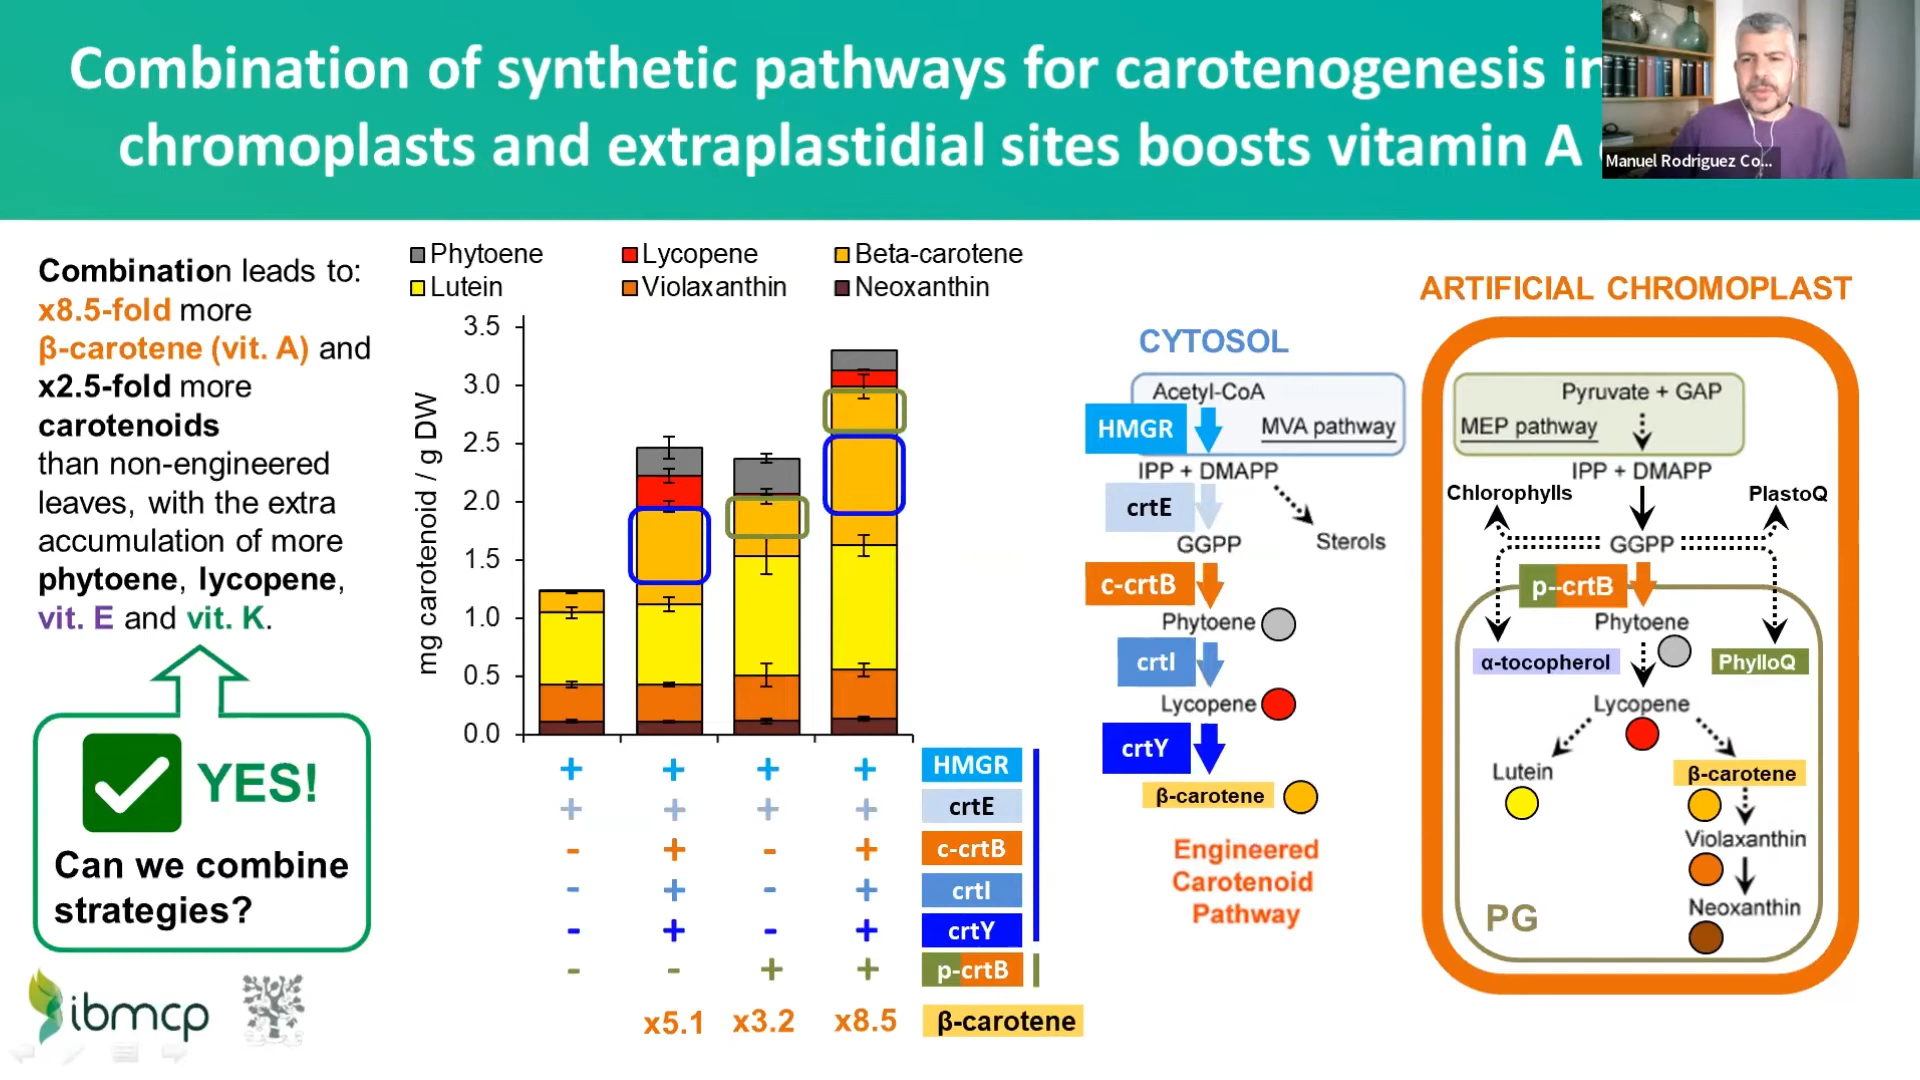 Combination of synthetic pathways for carotenogenesis in
chromoplasts and extraplastidial sites boosts vitamin A
Manuel Rodriguez Co...
Combination leads to:
x8.5-fold more
β-carotene (vit. A) and
x2.5-fold more
carotenoids
than non-engineered
leaves, with the extra
accumulation of more
phytoene, lycopene,
vit. E and vit. K.
YES!
Can we combine
strategies?
ibmcp
Phytoene Lycopene Beta-carotene
Lutein Violaxanthin Neoxanthin
mg carotenoid / g DW
3.5
3.0
2.5
2.0
1.5
1.0
0.5
0.0
+ + + + HMGR
+ + + + crtE
- + - + c-crtB
- + - + crtI
- + - + crtY
- - + + p-crtB
x5.1 x3.2 x8.5 β-carotene
CYTOSOL
Acetyl-CoA
HMGR MVA pathway
IPP + DMAPP
crtE
GGPP Sterols
c-crtB
Phytoene
crtI
Lycopene
crtY
β-carotene
Engineered
Carotenoid
Pathway
ARTIFICIAL CHROMOPLAST
Pyruvate + GAP
MEP pathway
IPP + DMAPP
Chlorophylls PlastoQ
GGPP
p--crtB
Phytoene
α-tocopherol PhylloQ
Lycopene
Lutein β-carotene
Violaxanthin
Neoxanthin
PG